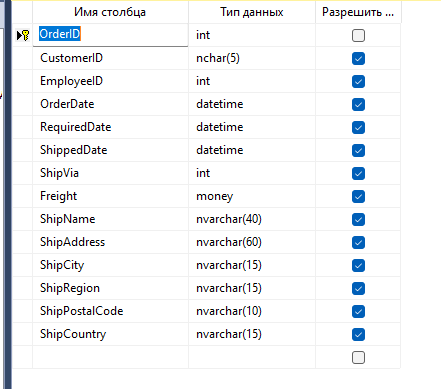 Имя столбца Тип данных Разрешить ...
OrderID int
CustomerID nchar(5)
EmployeeID int
OrderDate datetime
RequiredDate datetime
ShippedDate datetime
ShipVia int
Freight money
ShipName nvarchar(40)
ShipAddress nvarchar(60)
ShipCity nvarchar(15)
ShipRegion nvarchar(15)
ShipPostalCode nvarchar(10)
ShipCountry nvarchar(15)